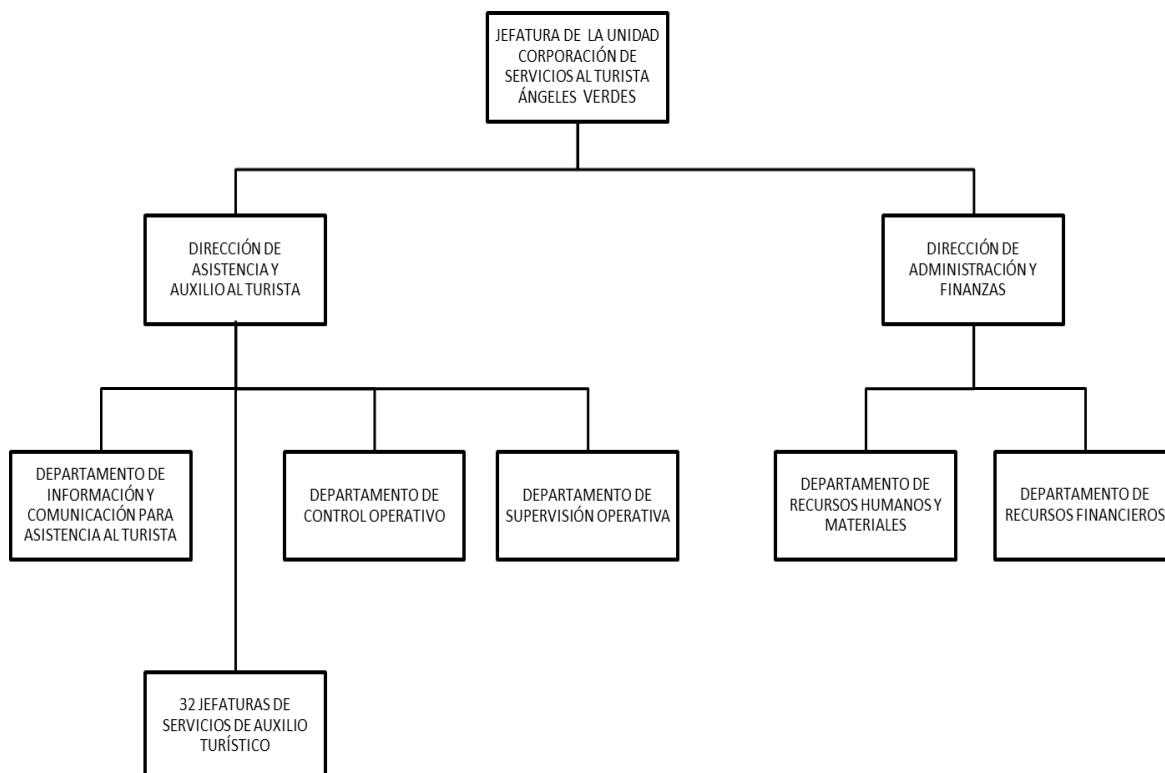 JEFATURA DE LA UNIDAD
CORPORACIÓN DE
SERVICIOS AL TURISTA
ÁNGELES VERDES
DIRECCIÓN DE
ASISTENCIA Y
AUXILIO AL TURISTA
DIRECCIÓN DE
ADMINISTRACIÓN Y
FINANZAS
DEPARTAMENTO DE
INFORMACIÓN Y
COMUNICACIÓN PARA
ASISTENCIA AL TURISTA
DEPARTAMENTO DE
CONTROL OPERATIVO
DEPARTAMENTO DE
SUPERVISIÓN OPERATIVA
DEPARTAMENTO DE
RECURSOS HUMANOS Y
MATERIALES
DEPARTAMENTO DE
RECURSOS FINANCIEROS
32 JEFATURAS DE
SERVICIOS DE AUXILIO
TURÍSTICO